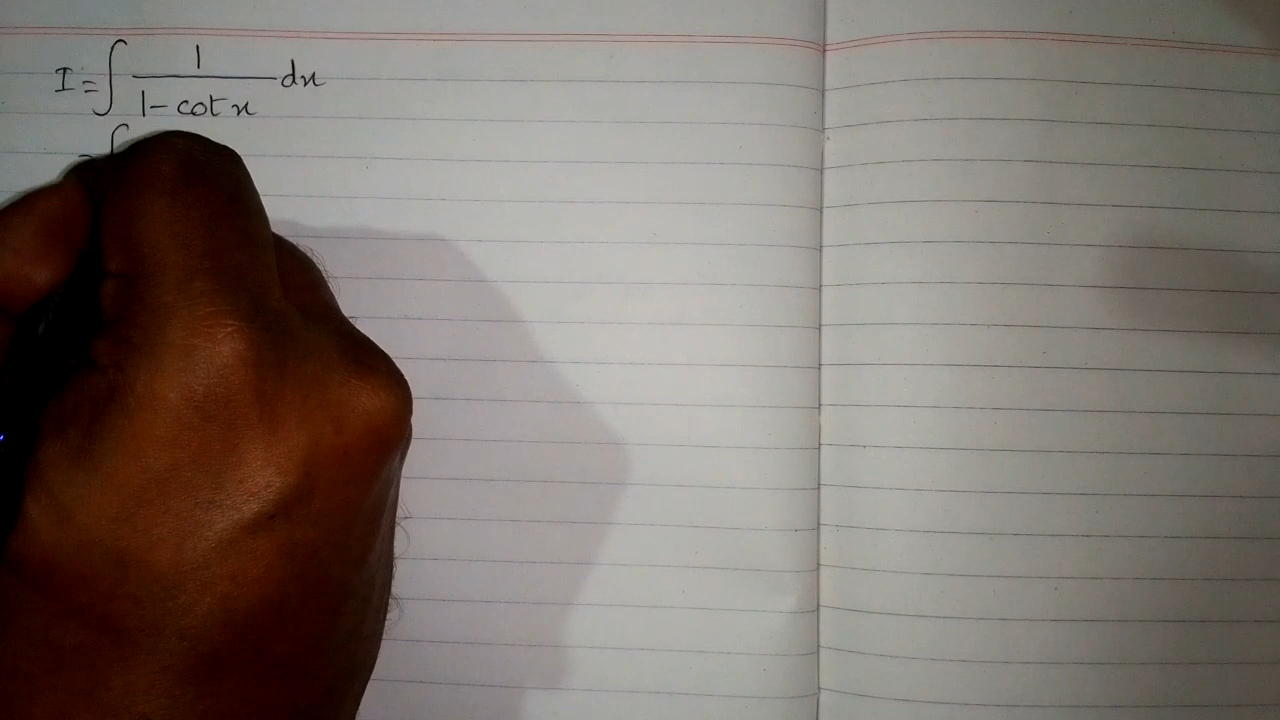 I = ∫ 1/(1 - cot x) dx
= ∫